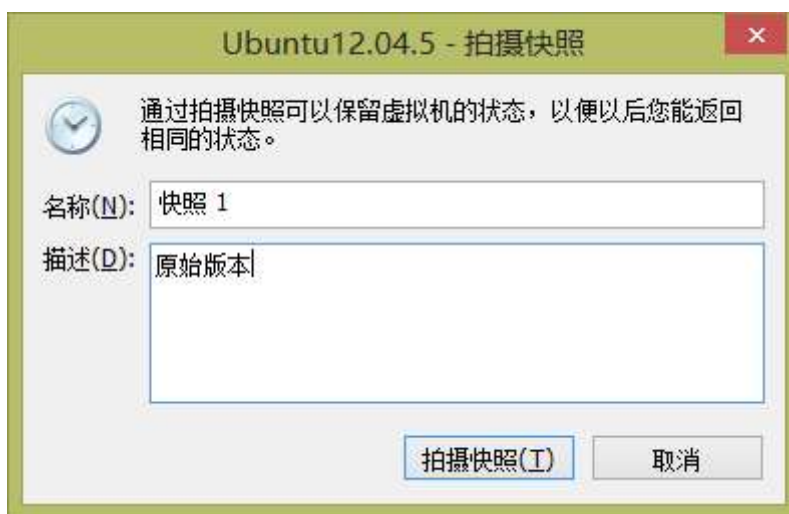 Ubuntu12.04.5 - 拍摄快照
通过拍摄快照可以保留虚拟机的状态，以便以后您能返回
相同的状态。
名称(N): 快照 1
描述(D): 原始版本
拍摄快照(T) 取消